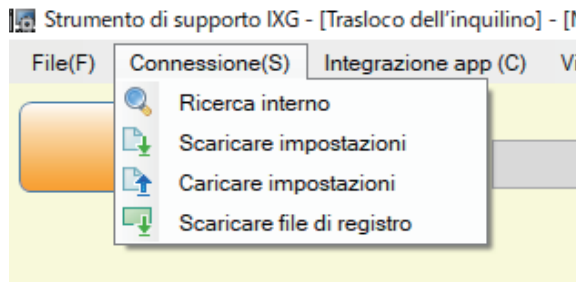 Strumento di supporto IXG - [Trasloco dell'inquilino] - [
File(F) Connessione(S) Integrazione app (C)
Ricerca interno
Scaricare impostazioni
Caricare impostazioni
Scaricare file di registro